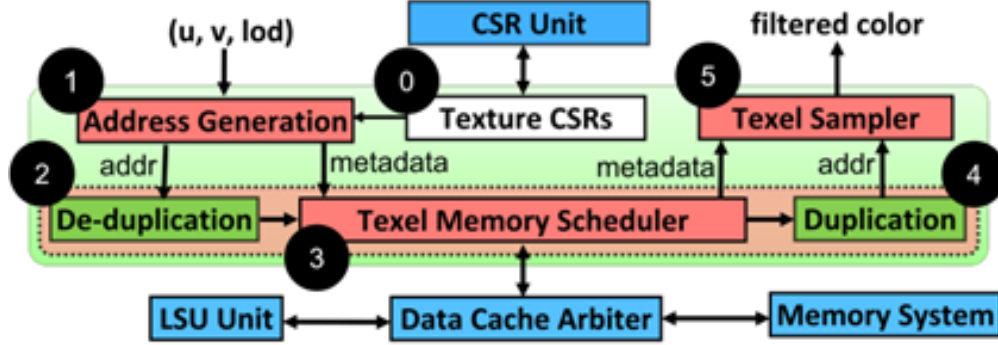 (u, v, lod)
CSR Unit
filtered color
1
0
5
Address Generation
Texture CSRs
Texel Sampler
addr
metadata
metadata
addr
2
4
De-duplication
Texel Memory Scheduler
Duplication
3
LSU Unit
Data Cache Arbiter
Memory System